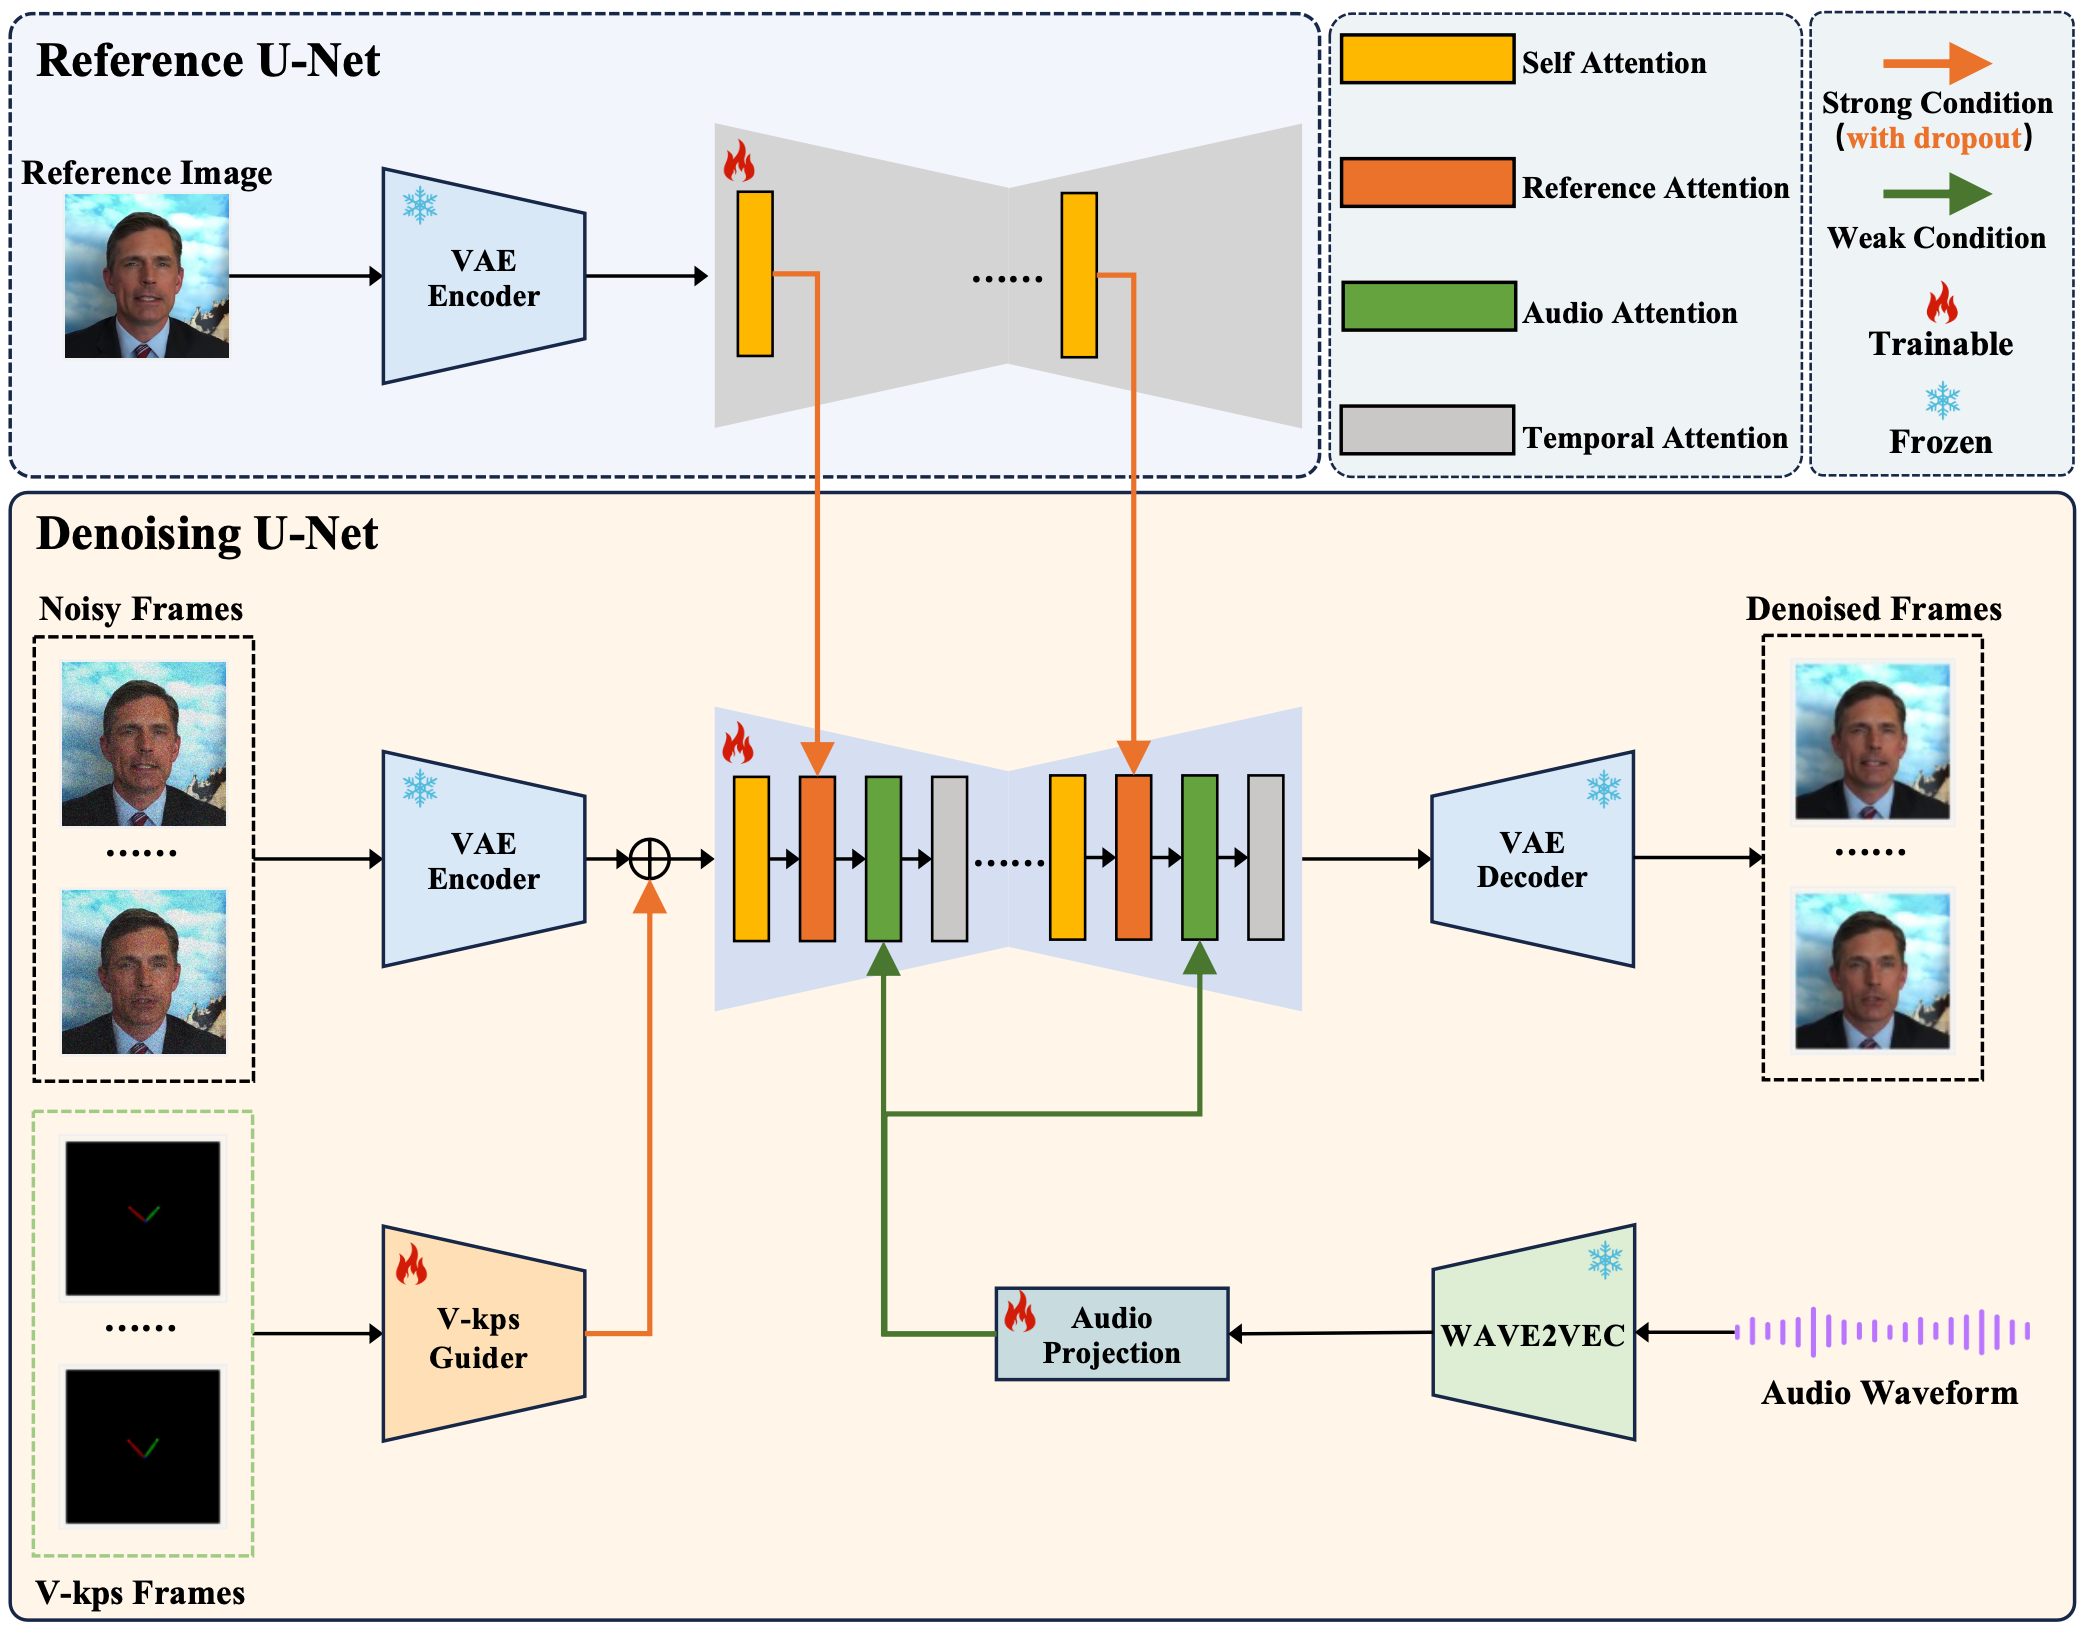 Reference U-Net
Reference Image
VAE
Encoder
......
Self Attention
Reference Attention
Audio Attention
Temporal Attention
Strong Condition
(with dropout)
Weak Condition
Trainable
Frozen
Denoising U-Net
Noisy Frames
......
VAE
Encoder
......
VAE
Decoder
Denoised Frames
......
......
V-kps Frames
V-kps
Guider
Audio
Projection
WAVE2VEC
Audio Waveform